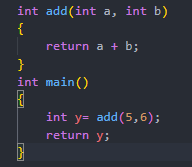 int add(int a, int b)
{
    return a + b;
}
int main()
{
    int y= add(5,6);
    return y;
}